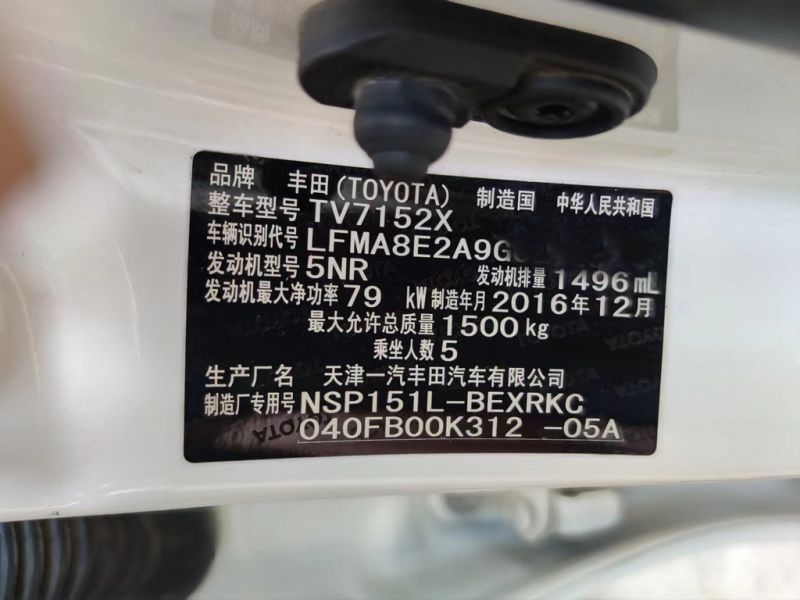 品牌 丰田(TOYOTA) 制造国 中华人民共和国
整车型号 TV7152X
车辆识别代号 LFMA8E2A9G
发动机型号 5NR 发动机排量 1496 mL
发动机最大净功率 79 kW 制造年月 2016年12月
最大允许总质量 1500 kg
乘坐人数 5
生产厂名 天津一汽丰田汽车有限公司
制造厂专用号 NSP151L-BEXRKC
040FB00K312 -05A